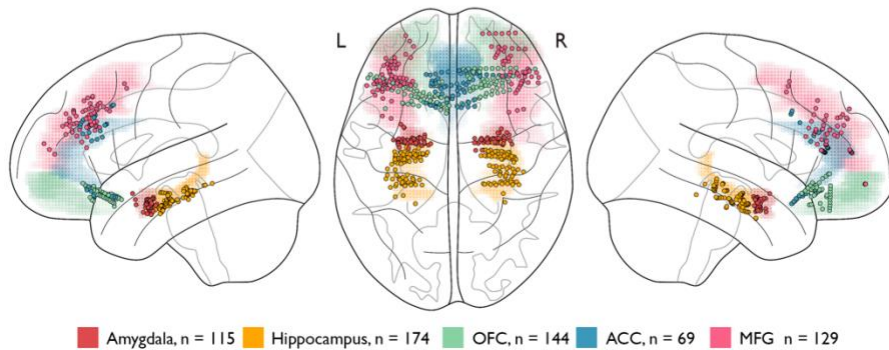 L R
Amygdala, n = 115 Hippocampus, n = 174 OFC, n = 144 ACC, n = 69 MFG n = 129